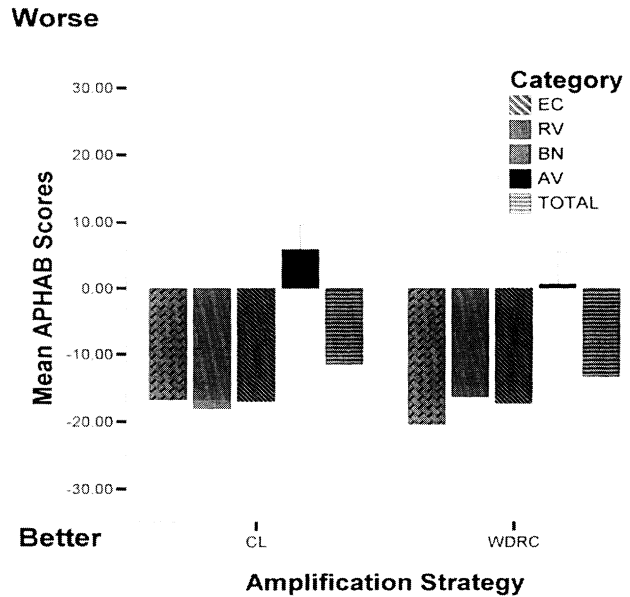 Worse
30.00
20.00
10.00
0.00
-10.00
-20.00
-30.00
Mean APHAB Scores
Category
EC
RV
BN
AV
TOTAL
Better
CL
WDRC
Amplification Strategy